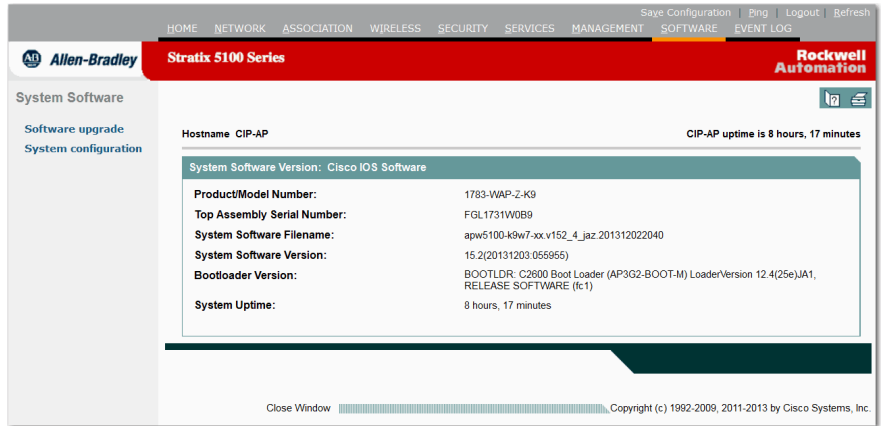 Save Configuration | Ping | Logout | Refresh
HOME NETWORK ASSOCIATION WIRELESS SECURITY SERVICES MANAGEMENT SOFTWARE EVENT LOG
AB Allen-Bradley
Stratix 5100 Series
Rockwell
Automation
System Software
Software upgrade
System configuration
Hostname CIP-AP
CIP-AP uptime is 8 hours, 17 minutes
System Software Version: Cisco IOS Software
Product/Model Number: 1783-WAP-Z-K9
Top Assembly Serial Number: FGL1731W0B9
System Software Filename: apw5100-k9w7-xx.v152_4_jaz.201312022040
System Software Version: 15.2(20131203:055955)
Bootloader Version: BOOTLDR: C2600 Boot Loader (AP3G2-BOOT-M) LoaderVersion 12.4(25e)JA1,
RELEASE SOFTWARE (fc1)
System Uptime: 8 hours, 17 minutes
Close Window
Copyright (c) 1992-2009, 2011-2013 by Cisco Systems, Inc.